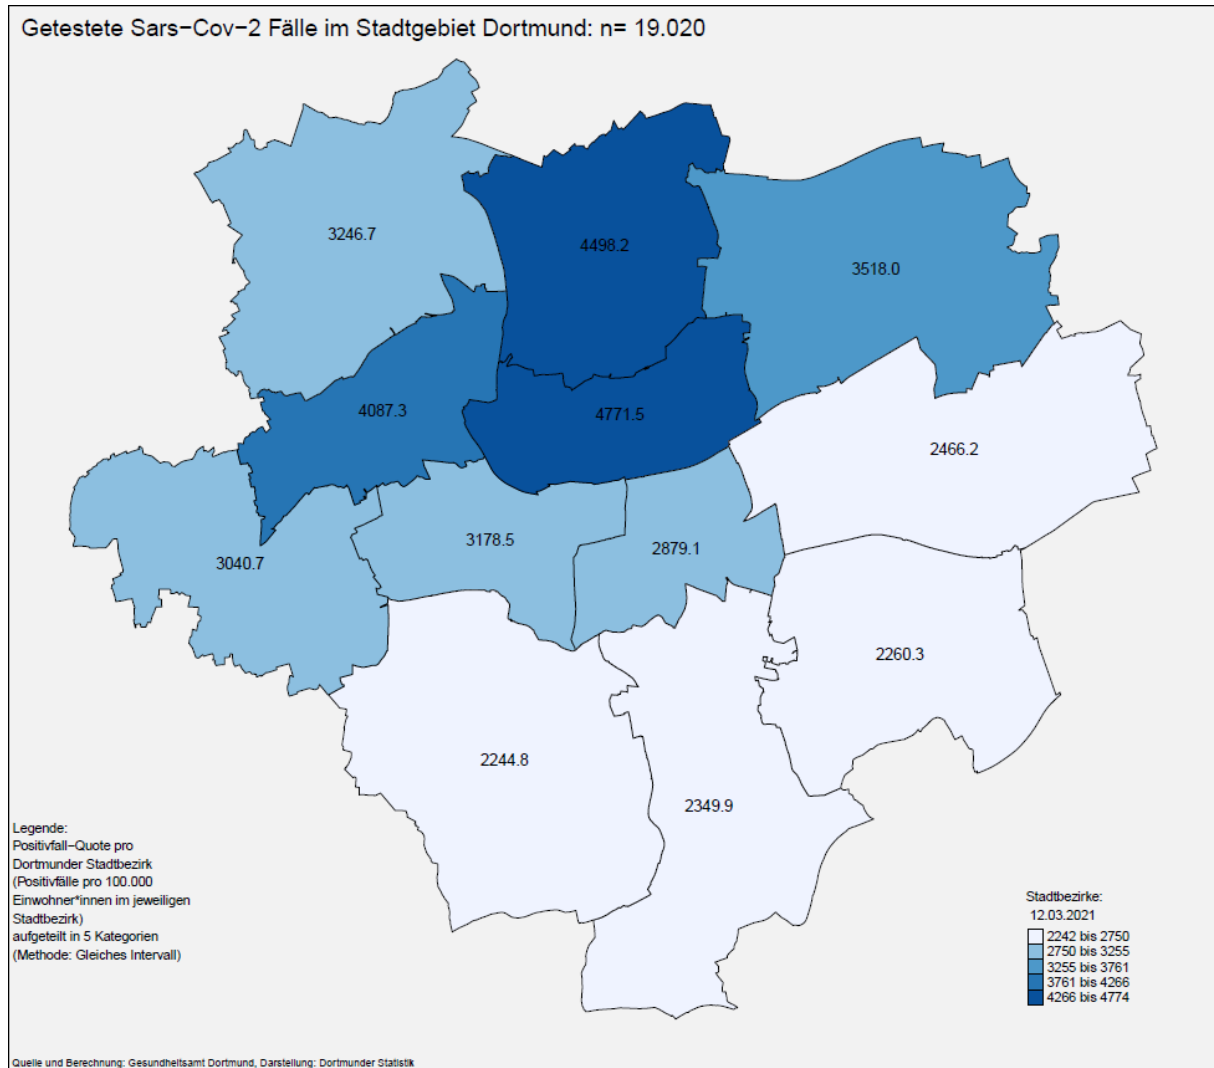 Getestete Sars−Cov−2 Fälle im Stadtgebiet Dortmund: n= 19.020
3246.7
4498.2
3518.0
4087.3
4771.5
2466.2
3040.7
3178.5
2879.1
2260.3
2244.8
2349.9
Legende:
Positivfall−Quote pro
Dortmunder Stadtbezirk
(Positivfälle pro 100.000
Einwohner*innen im jeweiligen
Stadtbezirk)
aufgeteilt in 5 Kategorien
(Methode: Gleiches Intervall)
Stadtbezirke:
12.03.2021
2242 bis 2750
2750 bis 3255
3255 bis 3761
3761 bis 4266
4266 bis 4774
Quelle und Berechnung: Gesundheitsamt Dortmund, Darstellung: Dortmunder Statistik